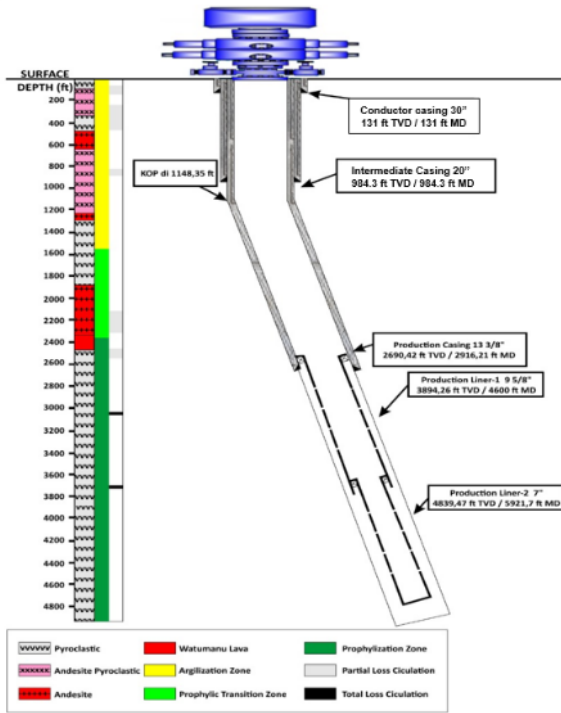 SURFACE
DEPTH (ft)
200
400
600
800
1000
1200
1400
1600
1800
2000
2200
2400
2600
2800
3000
3200
3400
3600
3800
4000
4200
4400
4600
4800
Conductor casing 30"
131 ft TVD / 131 ft MD
KOP di 1148,35 ft
Intermediate Casing 20"
984.3 ft TVD / 984.3 ft MD
Production Casing 13 3/8"
2690,42 ft TVD / 2916,21 ft MD
Production Liner-1 9 5/8"
3894,26 ft TVD / 4600 ft MD
Production Liner-2 7"
4839,47 ft TVD / 5921,7 ft MD
Pyroclastic
Watumanu Lava
Prophylization Zone
Andesite Pyroclastic
Argilization Zone
Partial Loss Ciculation
Andesite
Prophylic Transition Zone
Total Loss Ciculation